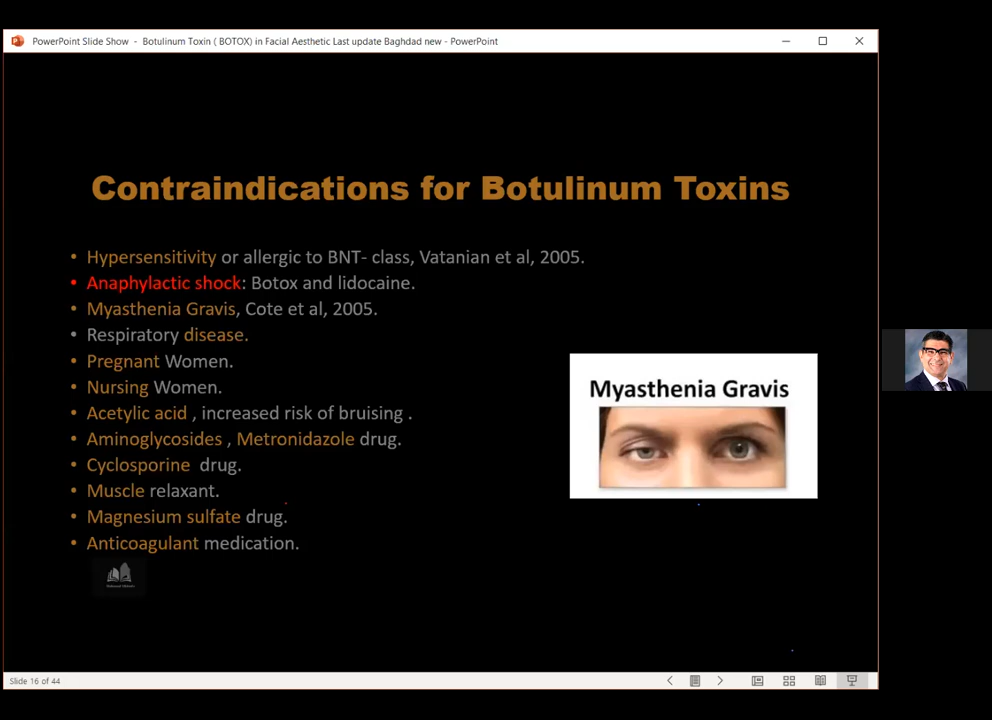 PowerPoint Slide Show - Botulinum Toxin ( BOTOX) in Facial Aesthetic Last update Baghdad new - PowerPoint
Contraindications for Botulinum Toxins
• Hypersensitivity or allergic to BNT- class, Vatanian et al, 2005.
• Anaphylactic shock: Botox and lidocaine.
• Myasthenia Gravis, Cote et al, 2005.
• Respiratory disease.
• Pregnant Women.
• Nursing Women.
• Acetylic acid , increased risk of bruising .
• Aminoglycosides , Metronidazole drug.
• Cyclosporine drug.
• Muscle relaxant.
• Magnesium sulfate drug.
• Anticoagulant medication.
Myasthenia Gravis
Slide 16 of 44